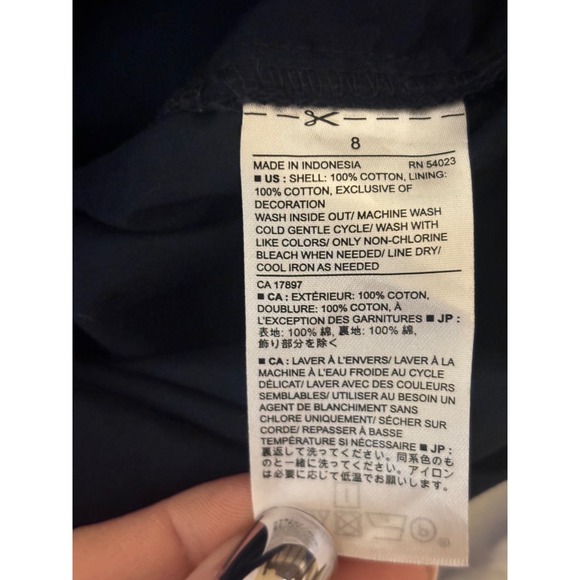 8
MADE IN INDONESIA RN 54023
■ US : SHELL: 100% COTTON, LINING:
100% COTTON, EXCLUSIVE OF
DECORATION
WASH INSIDE OUT/ MACHINE WASH
COLD GENTLE CYCLE/ WASH WITH
LIKE COLORS/ ONLY NON-CHLORINE
BLEACH WHEN NEEDED/ LINE DRY/
COOL IRON AS NEEDED
CA 17897
■ CA : EXTÉRIEUR: 100% COTON,
DOUBLURE: 100% COTON, À
L'EXCEPTION DES GARNITURES ■ JP :
表地: 100% 綿, 裏地: 100% 綿,
飾り部分を除く
■ CA : LAVER À L'ENVERS/ LAVER À LA
MACHINE À L'EAU FROIDE AU CYCLE
DÉLICAT/ LAVER AVEC DES COULEURS
SEMBLABLES/ UTILISER AU BESOIN UN
AGENT DE BLANCHIMENT SANS
CHLORE UNIQUEMENT/ SÉCHER SUR
CORDE/ REPASSER À BASSE
TEMPÉRATURE SI NÉCESSAIRE ■ JP :
裏返して洗ってください。同系色のも
のと一緒に洗ってください。アイロン
は必要に応じて低温でお願いします。